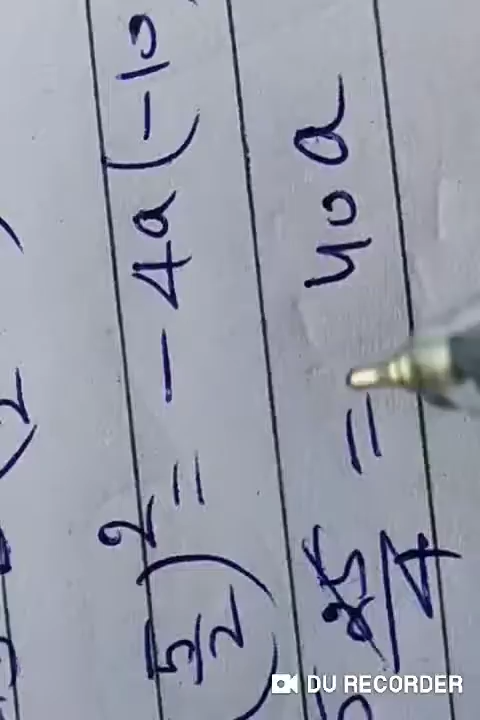 (5/2)² = - 4a (-10
25/4 = 40a
DU RECORDER